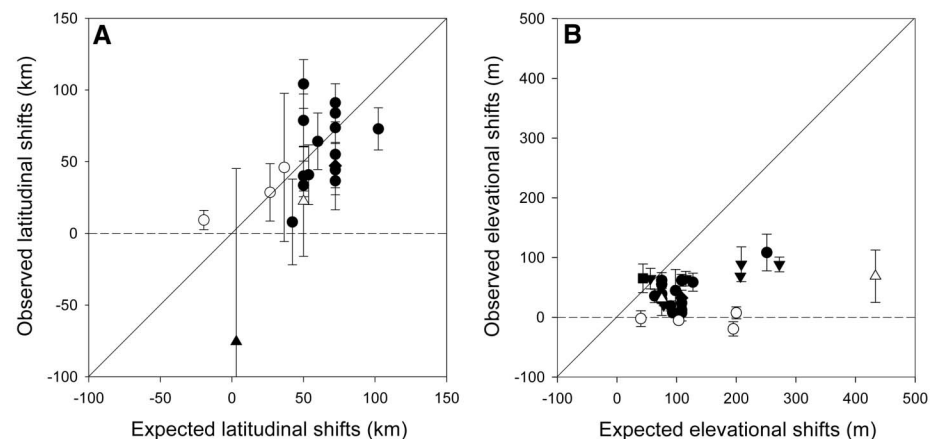 A
Observed latitudinal shifts (km)
150
100
50
0
-50
-100
-100 -50 0 50 100 150
Expected latitudinal shifts (km)
B
Observed elevational shifts (m)
500
400
300
200
100
0
-100
-100 0 100 200 300 400 500
Expected elevational shifts (m)